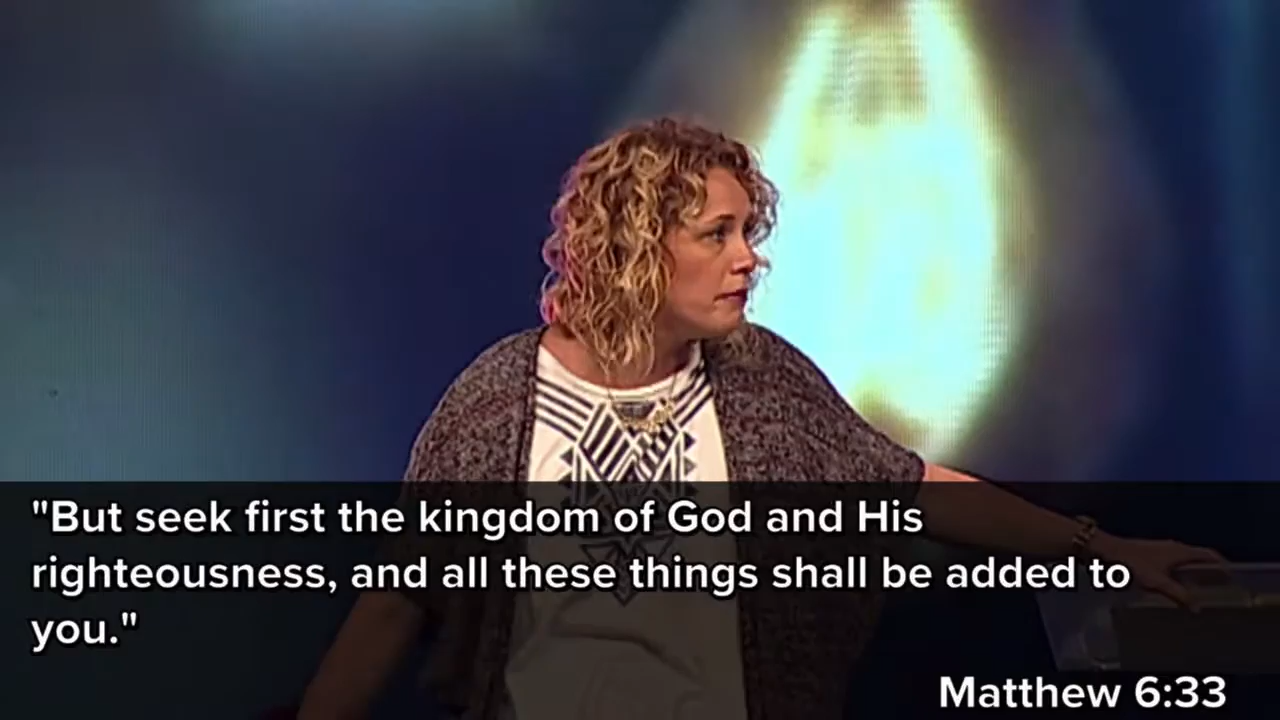 "But seek first the kingdom of God and His
righteousness, and all these things shall be added to
you."
Matthew 6:33